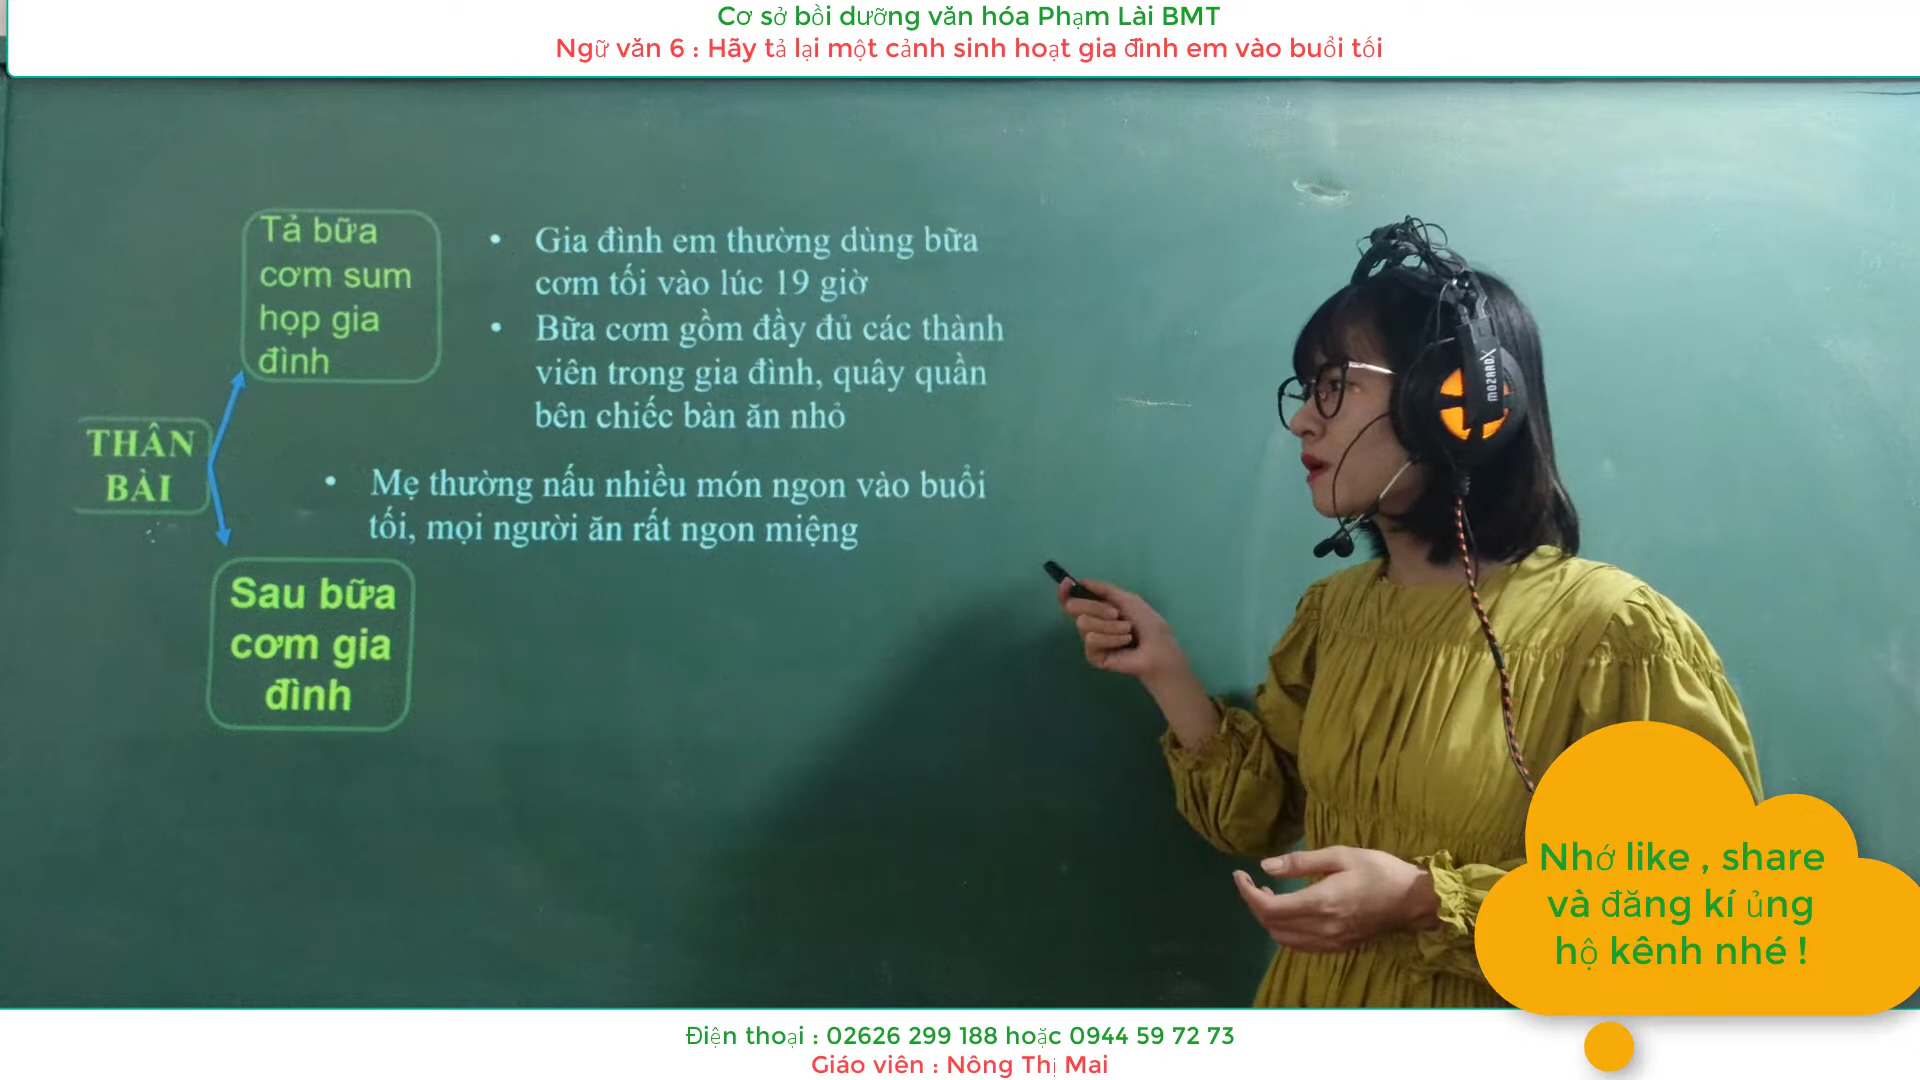 Cơ sở bồi dưỡng văn hóa Phạm Lài BMT
Ngữ văn 6 : Hãy tả lại một cảnh sinh hoạt gia đình em vào buổi tối
Tả bữa
cơm sum
họp gia
đình
• Gia đình em thường dùng bữa
cơm tối vào lúc 19 giờ
• Bữa cơm gồm đầy đủ các thành
viên trong gia đình, quây quần
bên chiếc bàn ăn nhỏ
THÂN
BÀI
• Mẹ thường nấu nhiều món ngon vào buổi
tối, mọi người ăn rất ngon miệng
Sau bữa
cơm gia
đình
MOZARDX
Nhớ like , share
và đăng kí ủng
hộ kênh nhé !
Điện thoại : 02626 299 188 hoặc 0944 59 72 73
Giáo viên : Nông Thị Mai